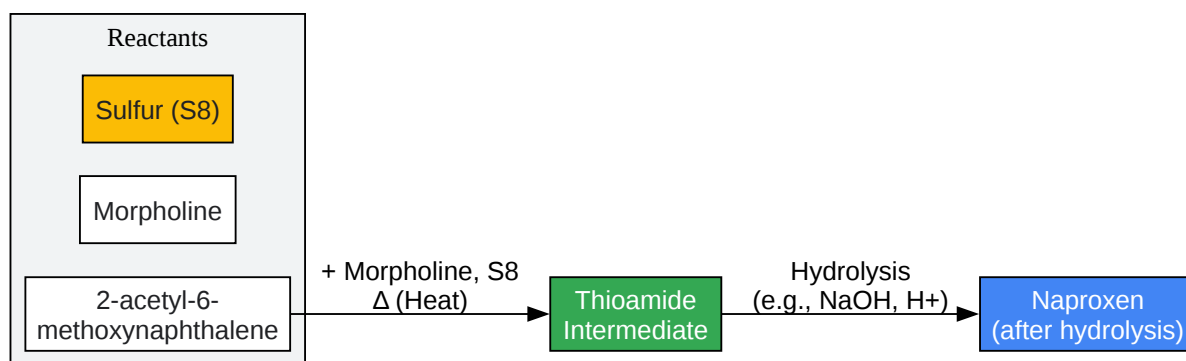 Reactants
Sulfur (S8)
Morpholine
2-acetyl-6-
methoxynaphthalene
+ Morpholine, S8
Δ (Heat)
Thioamide
Intermediate
Hydrolysis
(e.g., NaOH, H+)
Naproxen
(after hydrolysis)